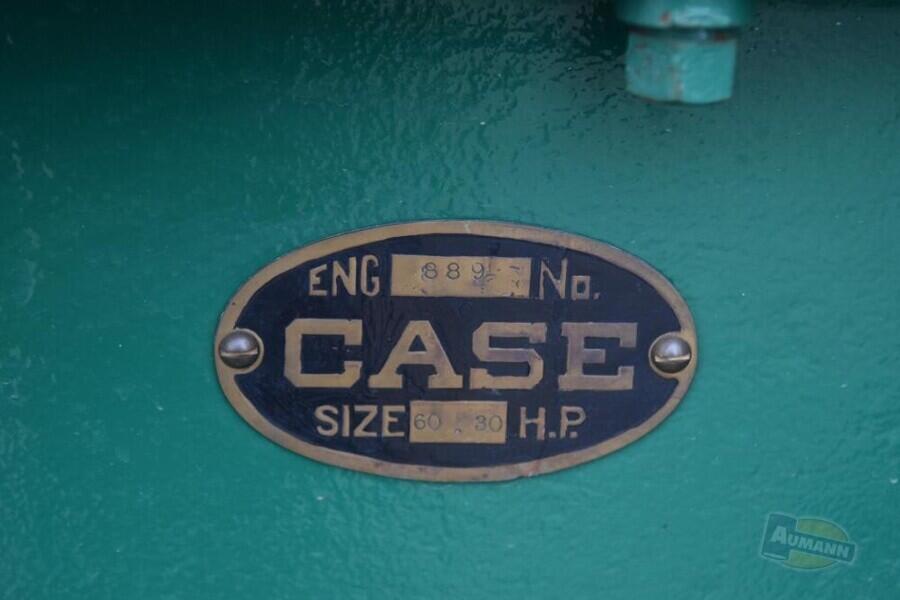 ENG 889 No.
CASE
SIZE 60 . 30 H.P.
AUMANN